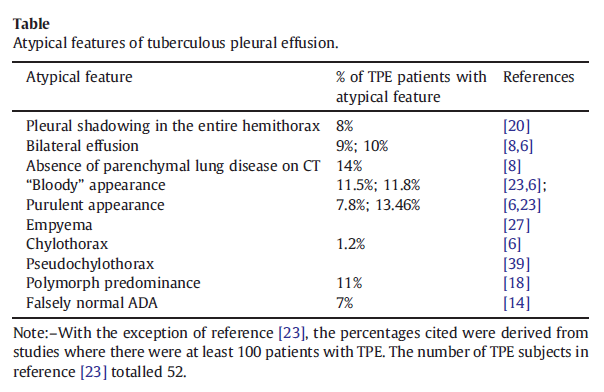 Table
Atypical features of tuberculous pleural effusion.
Atypical feature % of TPE patients with atypical feature References
Pleural shadowing in the entire hemithorax 8% [20]
Bilateral effusion 9%; 10% [8,6]
Absence of parenchymal lung disease on CT 14% [8]
“Bloody” appearance 11.5%; 11.8% [23,6];
Purulent appearance 7.8%; 13.46% [6,23]
Empyema [27]
Chylothorax 1.2% [6]
Pseudochylothorax [39]
Polymorph predominance 11% [18]
Falsely normal ADA 7% [14]
Note:–With the exception of reference [23], the percentages cited were derived from
studies where there were at least 100 patients with TPE. The number of TPE subjects in
reference [23] totalled 52.